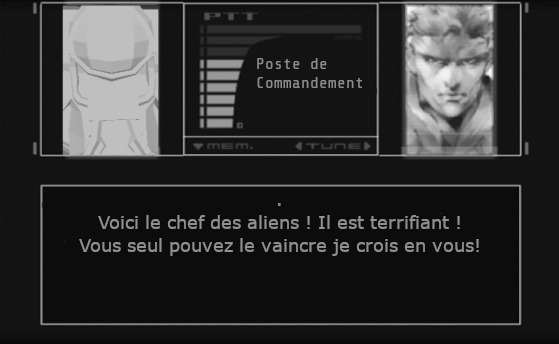 PTT
Poste de
Commandement
MEM.
TUNE
.
Voici le chef des aliens ! Il est terrifiant !
Vous seul pouvez le vaincre je crois en vous!